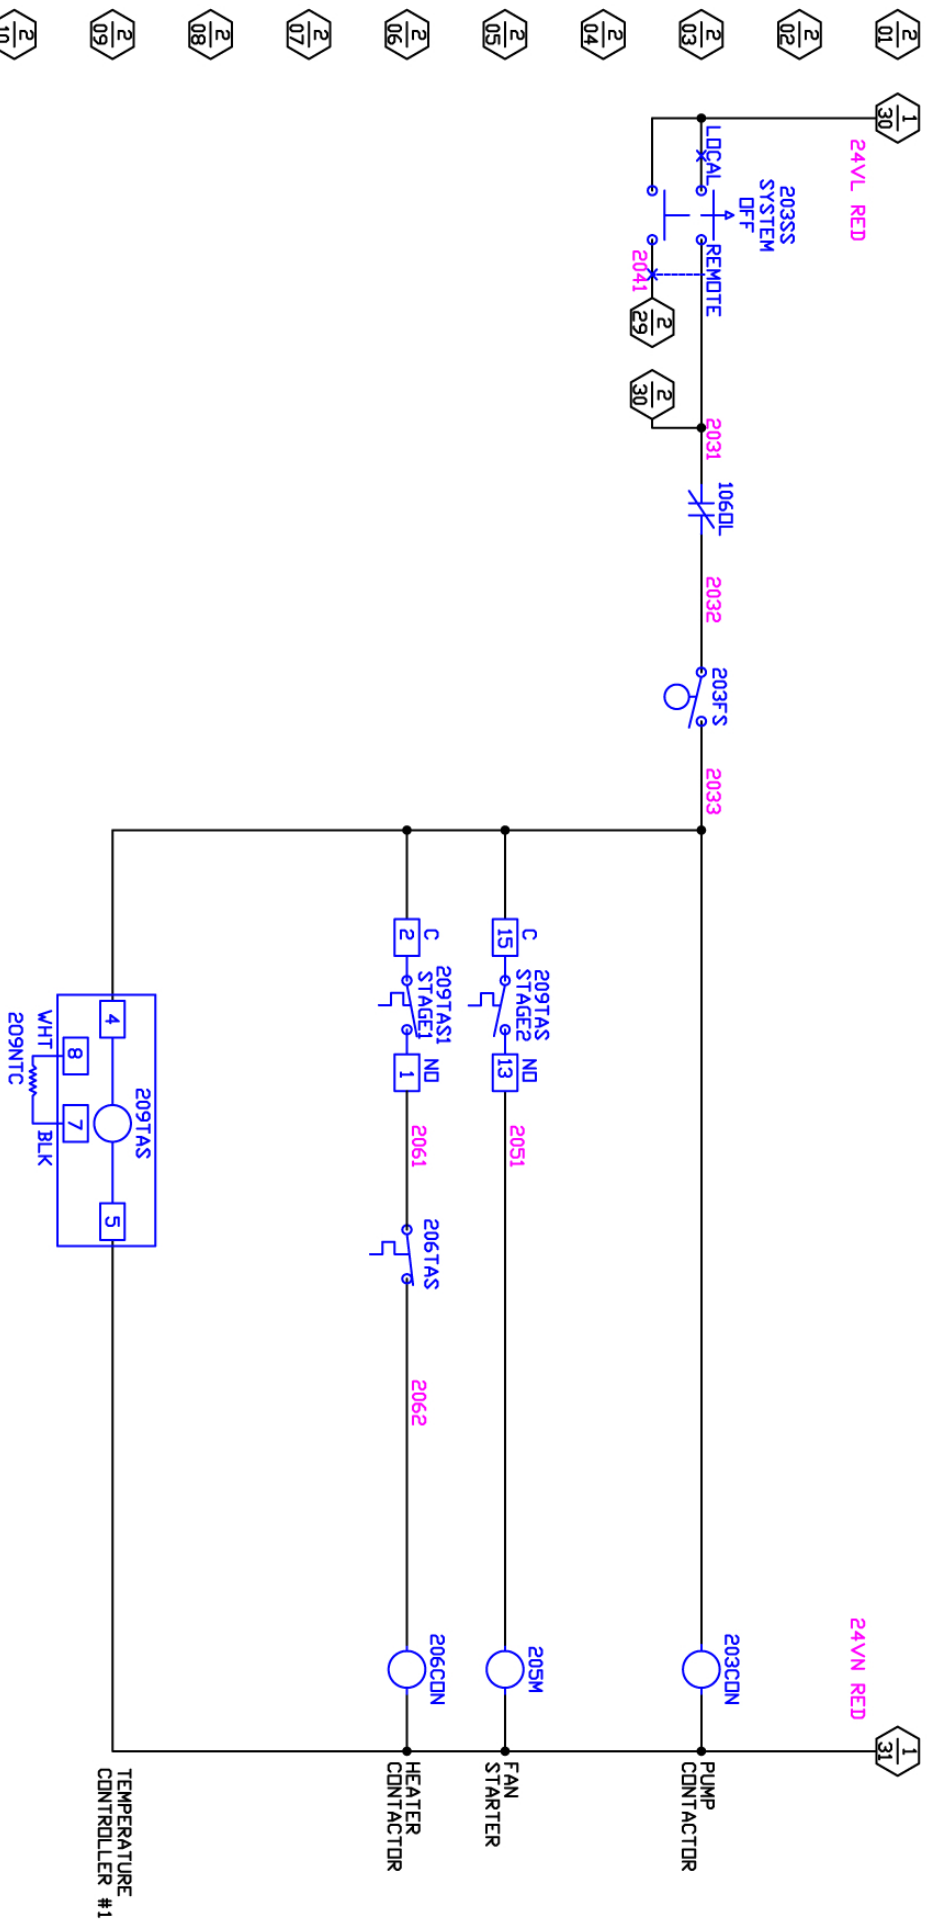 2
01
2
02
2
03
2
04
2
05
2
06
2
07
2
08
2
09
2
10
1
30
24VL RED
24VN RED
1
31
203SS
SYSTEM
OFF
LOCAL
REMOTE
2031
106OL
2032
203FS
2033
203CON
PUMP
CONTACTOR
2041
2
29
2
30
C
15
209TAS
STAGE2
NO
13
2051
205M
FAN
STARTER
C
2
209TAS1
STAGE1
NO
1
2061
206TAS
2062
206CON
HEATER
CONTACTOR
209TAS
4
5
TEMPERATURE
CONTROLLER #1
8
7
WHT
BLK
209NTC